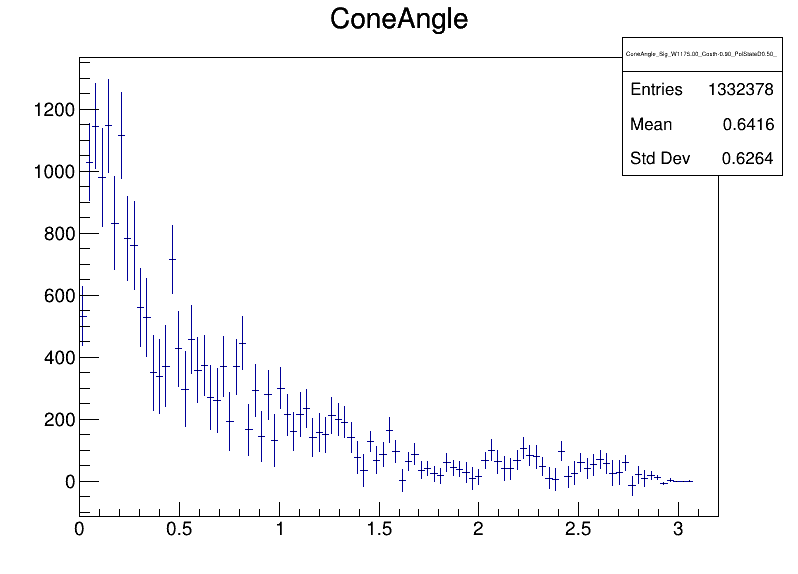 ConeAngle
ConeAngle_Sig_W1175.00_Costh-0.90_PolStateD0.50_
Entries 1332378
Mean 0.6416
Std Dev 0.6264
1200
1000
800
600
400
200
0
0 0.5 1 1.5 2 2.5 3